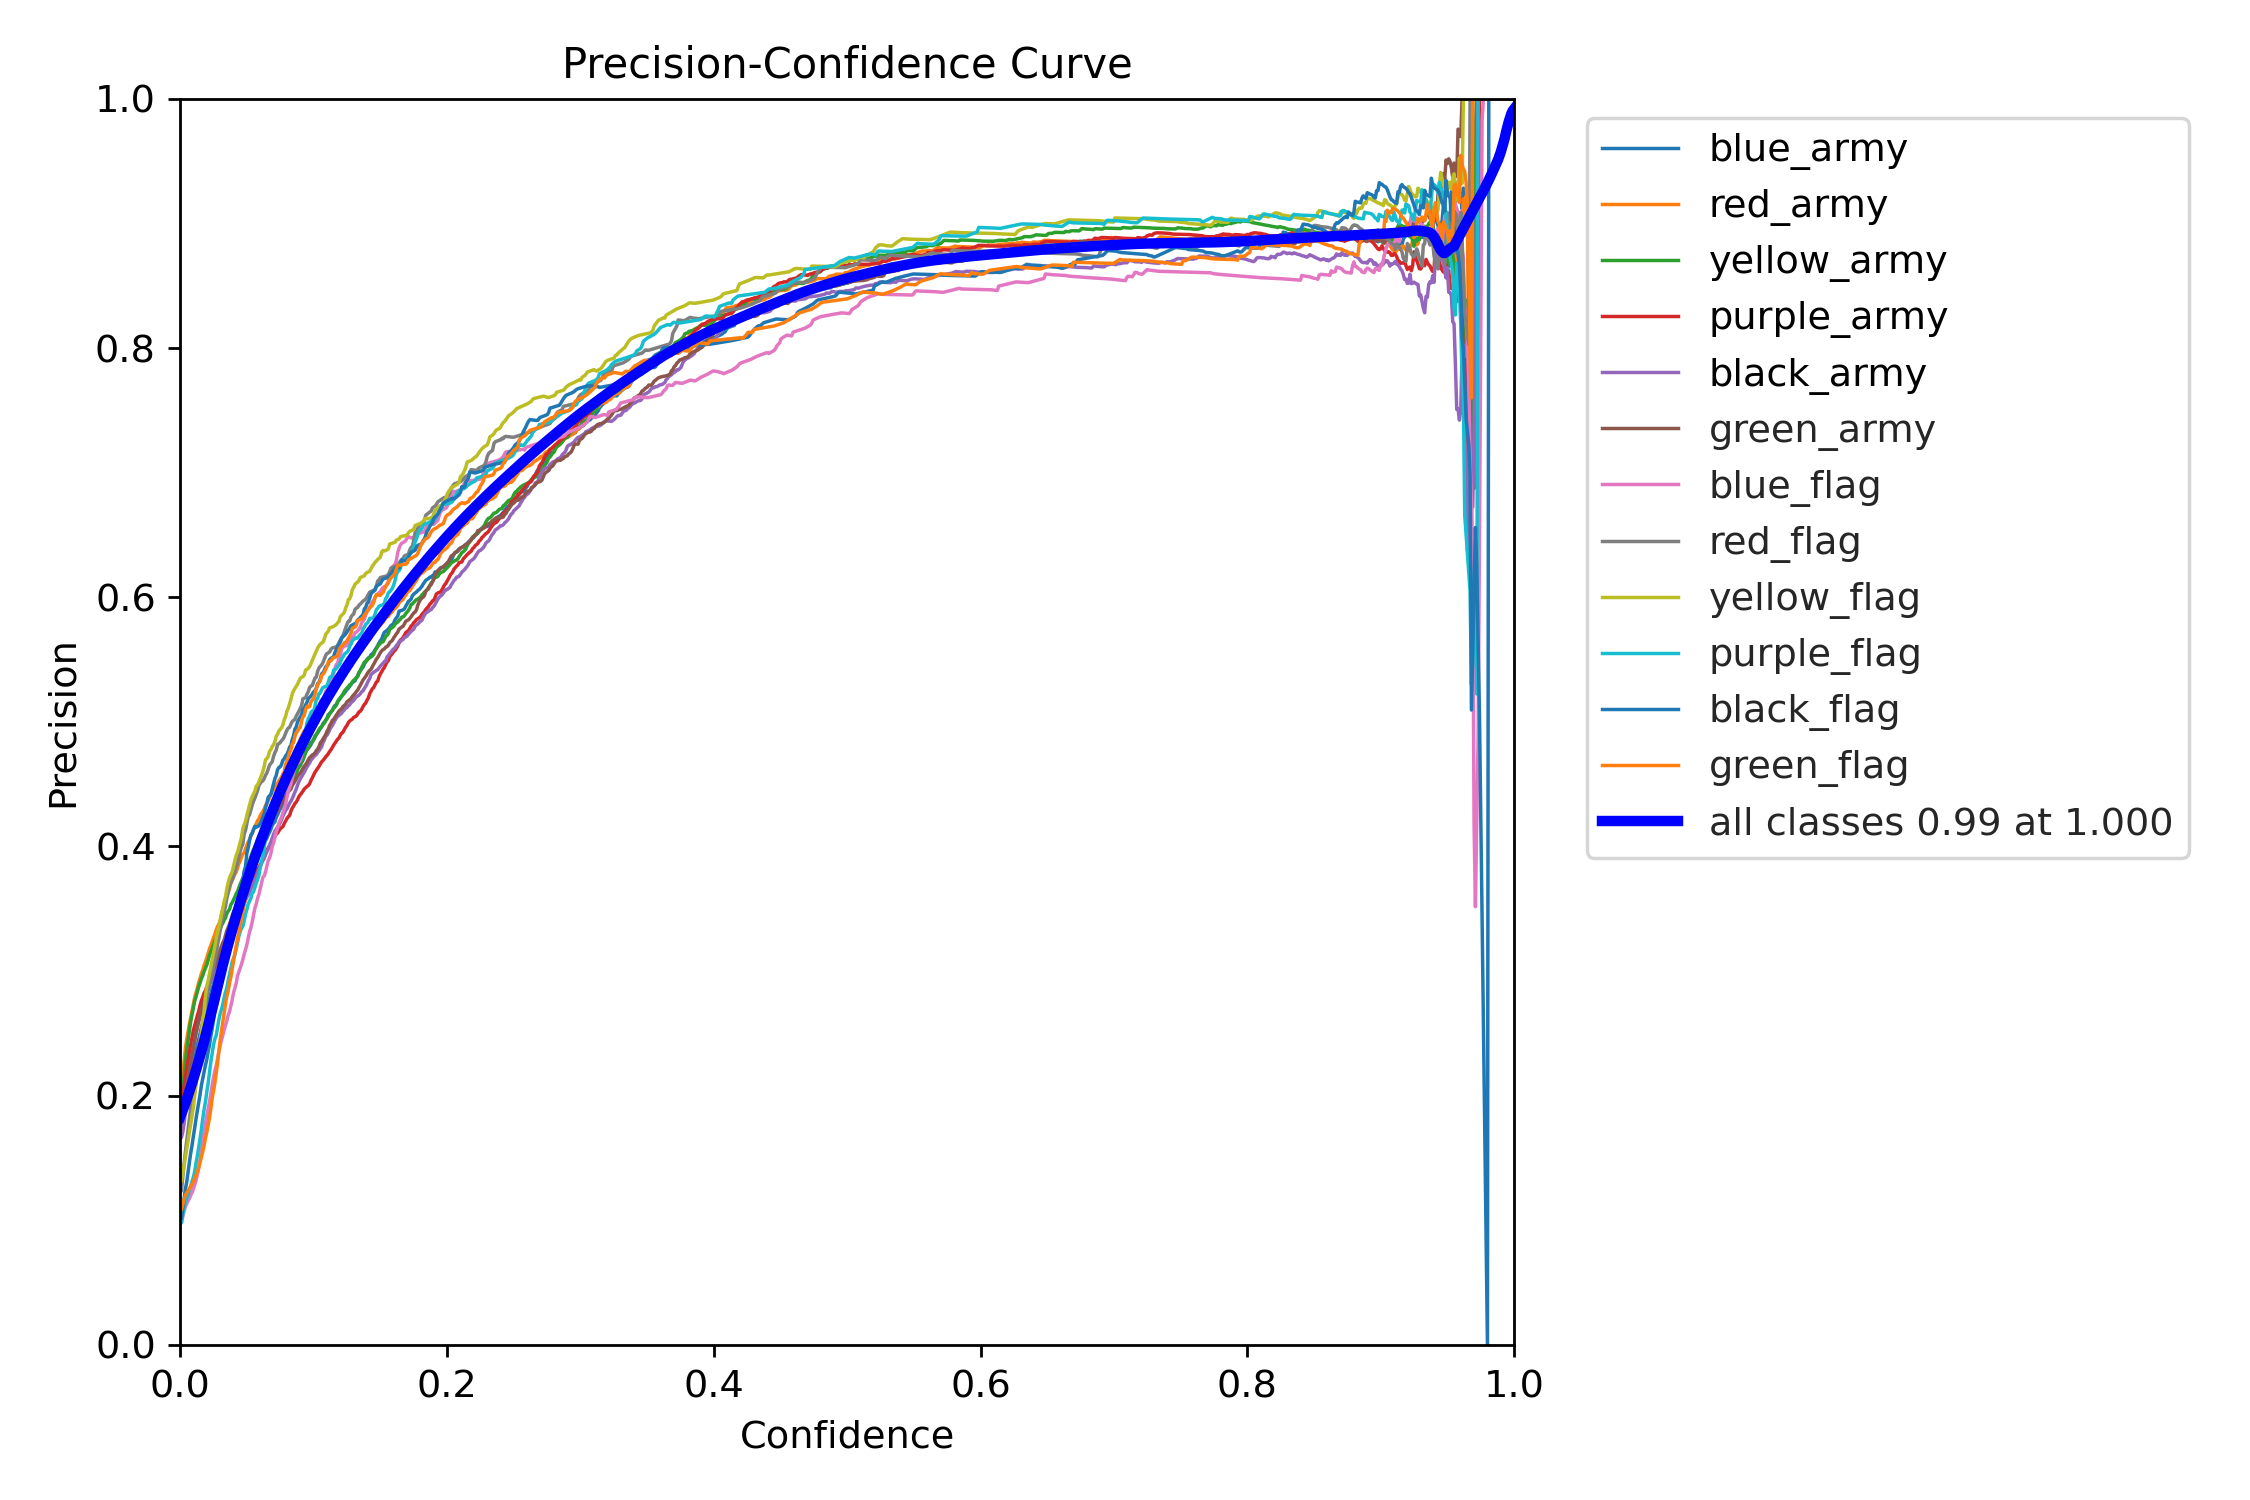 Precision-Confidence Curve
1.0
0.8
0.6
0.4
0.2
0.0
Precision
0.0 0.2 0.4 0.6 0.8 1.0
Confidence
blue_army
red_army
yellow_army
purple_army
black_army
green_army
blue_flag
red_flag
yellow_flag
purple_flag
black_flag
green_flag
all classes 0.99 at 1.000